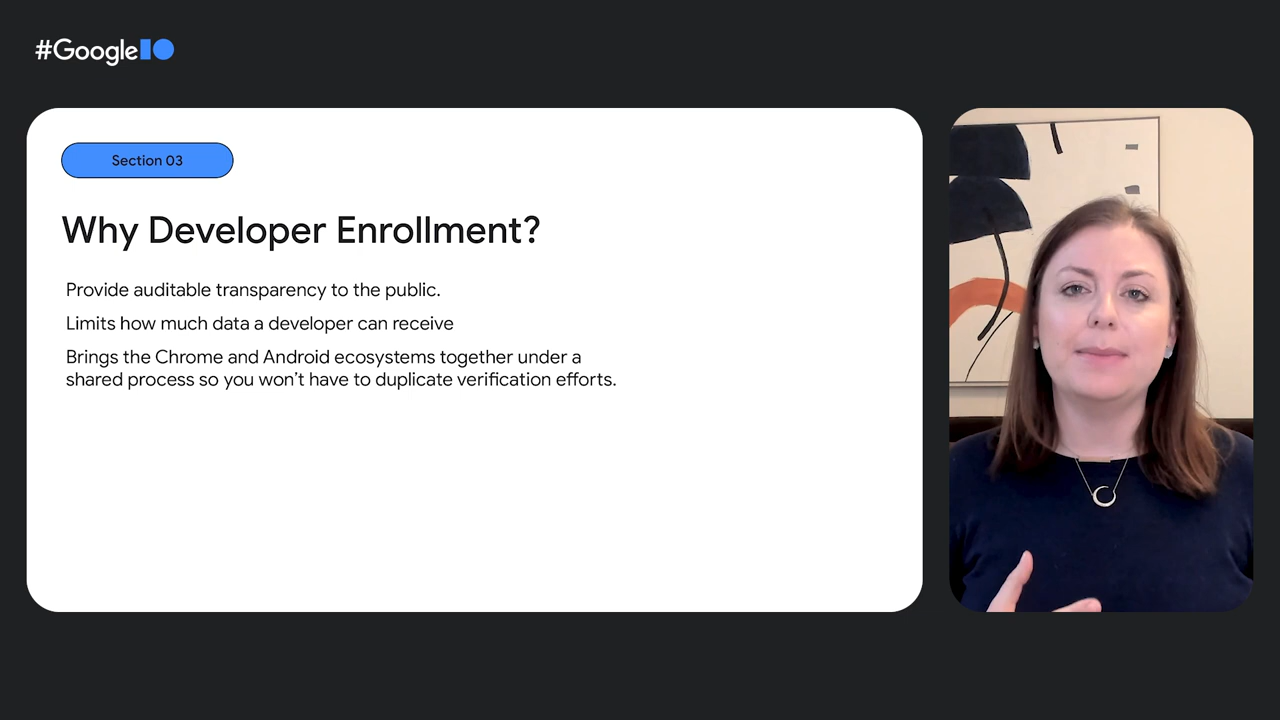 #GoogleIO
Section 03
Why Developer Enrollment?
Provide auditable transparency to the public.
Limits how much data a developer can receive
Brings the Chrome and Android ecosystems together under a
shared process so you won’t have to duplicate verification efforts.